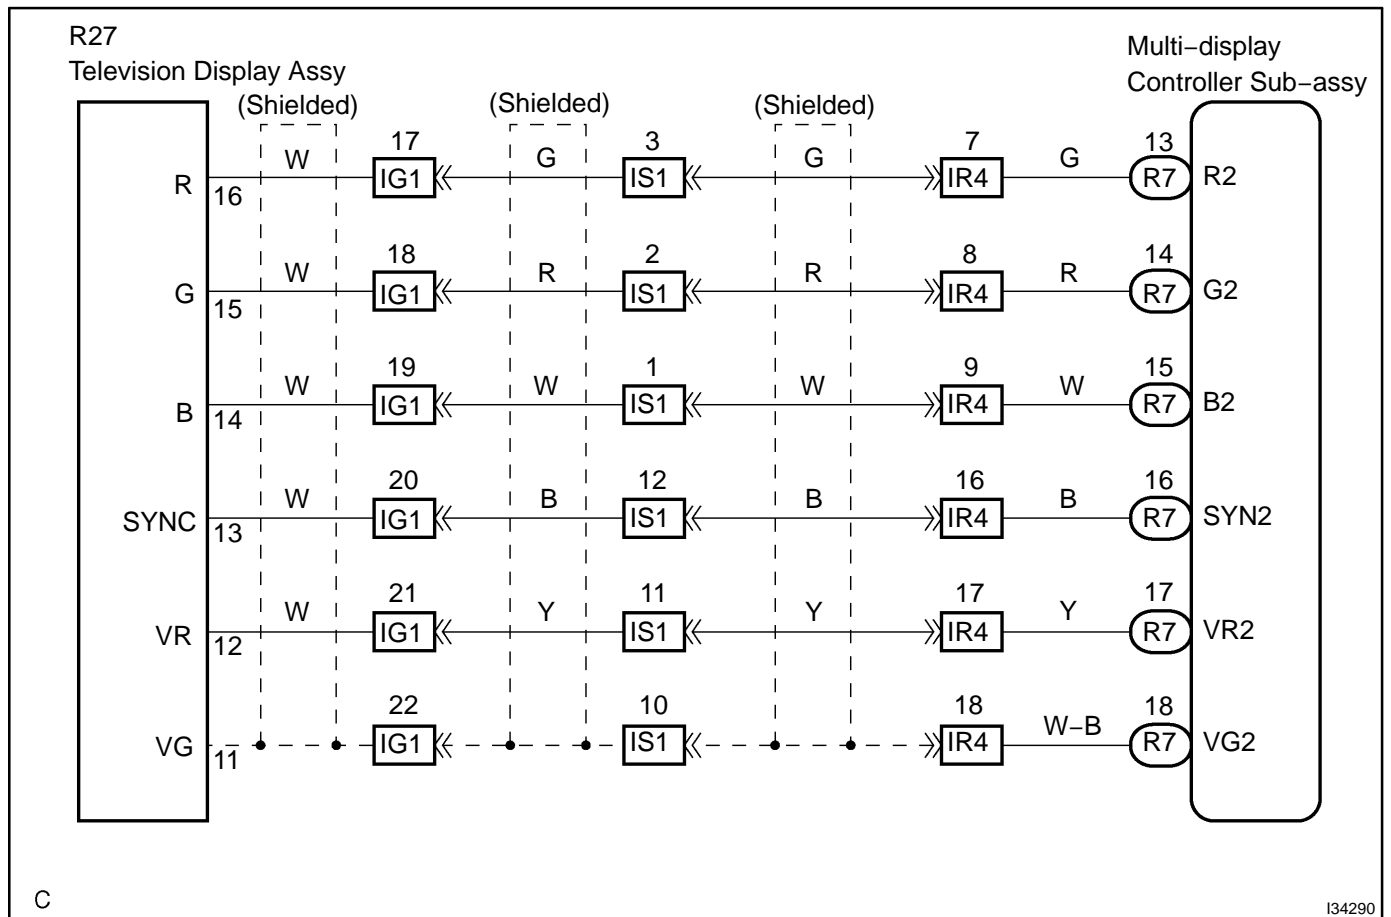 R27
Television Display Assy
Multi−display
Controller Sub−assy
(Shielded) (Shielded) (Shielded)
17 3 7 13
W G G G
R 16 IG1 IS1 IR4 R7 R2
18 2 8 14
W R R R
G 15 IG1 IS1 IR4 R7 G2
19 1 9 15
W W W W
B 14 IG1 IS1 IR4 R7 B2
20 12 16 16
W B B B
SYNC 13 IG1 IS1 IR4 R7 SYN2
21 11 17 17
W Y Y Y
VR 12 IG1 IS1 IR4 R7 VR2
22 10 18 18
W−B
VG 11 IG1 IS1 IR4 R7 VG2
C
I34290